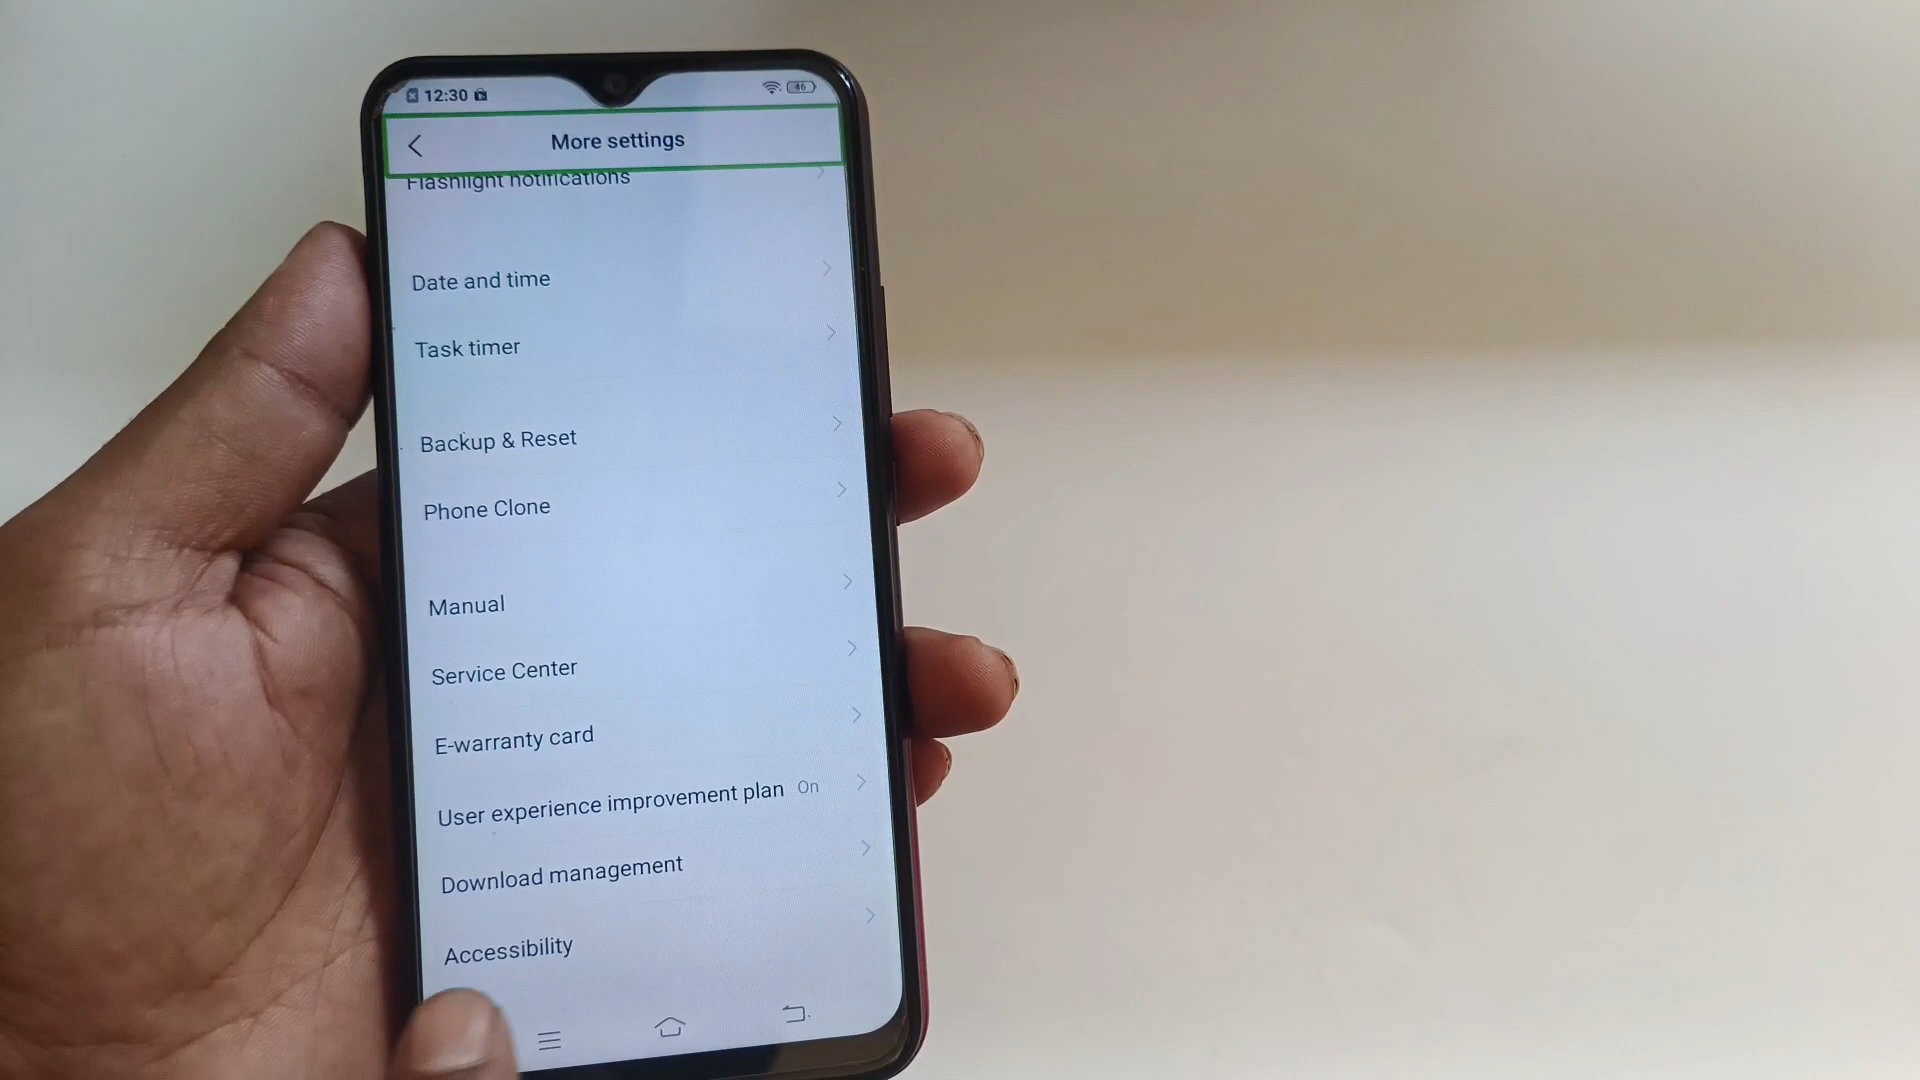 12:30
46
More settings
Flashlight notifications
Date and time
Task timer
Backup & Reset
Phone Clone
Manual
Service Center
E-warranty card
User experience improvement plan On
Download management
Accessibility